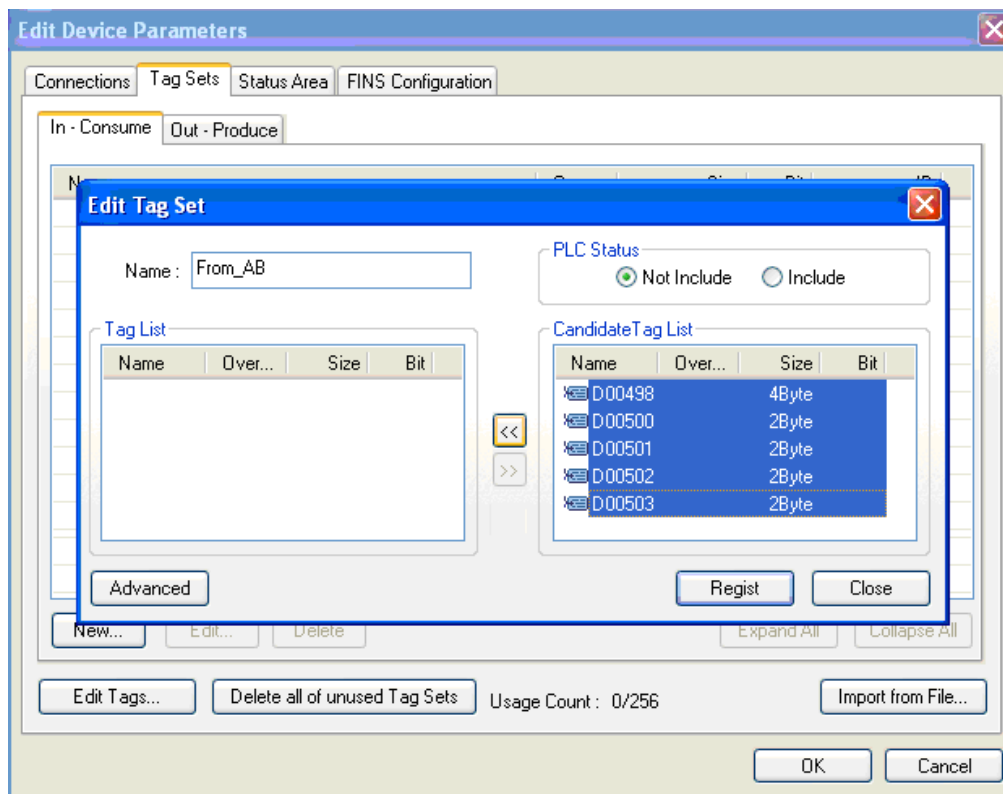 Edit Device Parameters
Connections Tag Sets Status Area FINS Configuration
In - Consume Out - Produce
Edit Tag Set
Name : From_AB
PLC Status
Not Include Include
Tag List
Name Over... Size Bit
CandidateTag List
Name Over... Size Bit
D00498 4Byte
D00500 2Byte
D00501 2Byte
D00502 2Byte
D00503 2Byte
<<
>>
Advanced Regist Close
New... Edit... Delete Expand All Collapse All
Edit Tags... Delete all of unused Tag Sets Usage Count : 0/256 Import from File...
OK Cancel